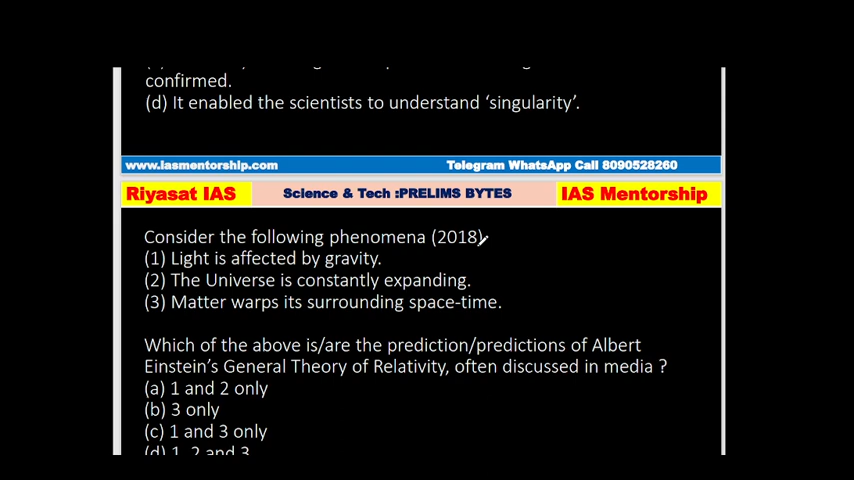 confirmed.
(d) It enabled the scientists to understand ‘singularity’.
www.iasmentorship.com
Telegram WhatsApp Call 8090528260
Riyasat IAS
Science & Tech :PRELIMS BYTES
IAS Mentorship
Consider the following phenomena (2018)
(1) Light is affected by gravity.
(2) The Universe is constantly expanding.
(3) Matter warps its surrounding space-time.
Which of the above is/are the prediction/predictions of Albert
Einstein’s General Theory of Relativity, often discussed in media ?
(a) 1 and 2 only
(b) 3 only
(c) 1 and 3 only
(d) 1, 2 and 3